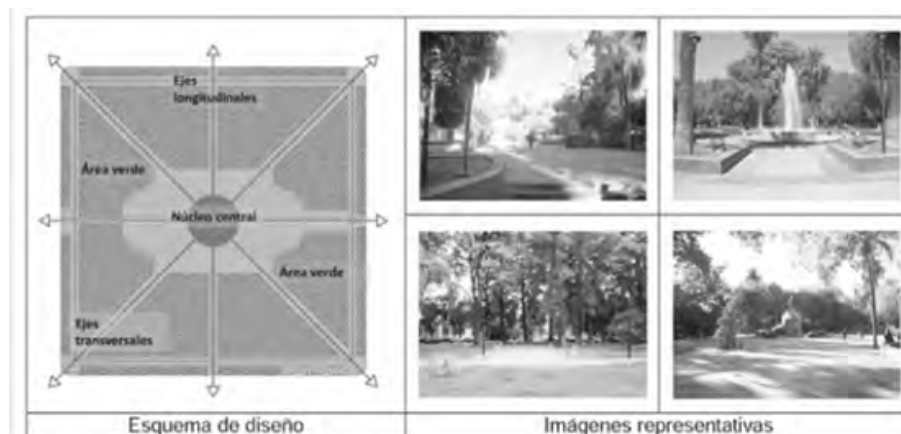 Ejes
longitudinales
Área verde
Núcleo central
Área verde
Ejes
transversales
Esquema de diseño
Imágenes representativas